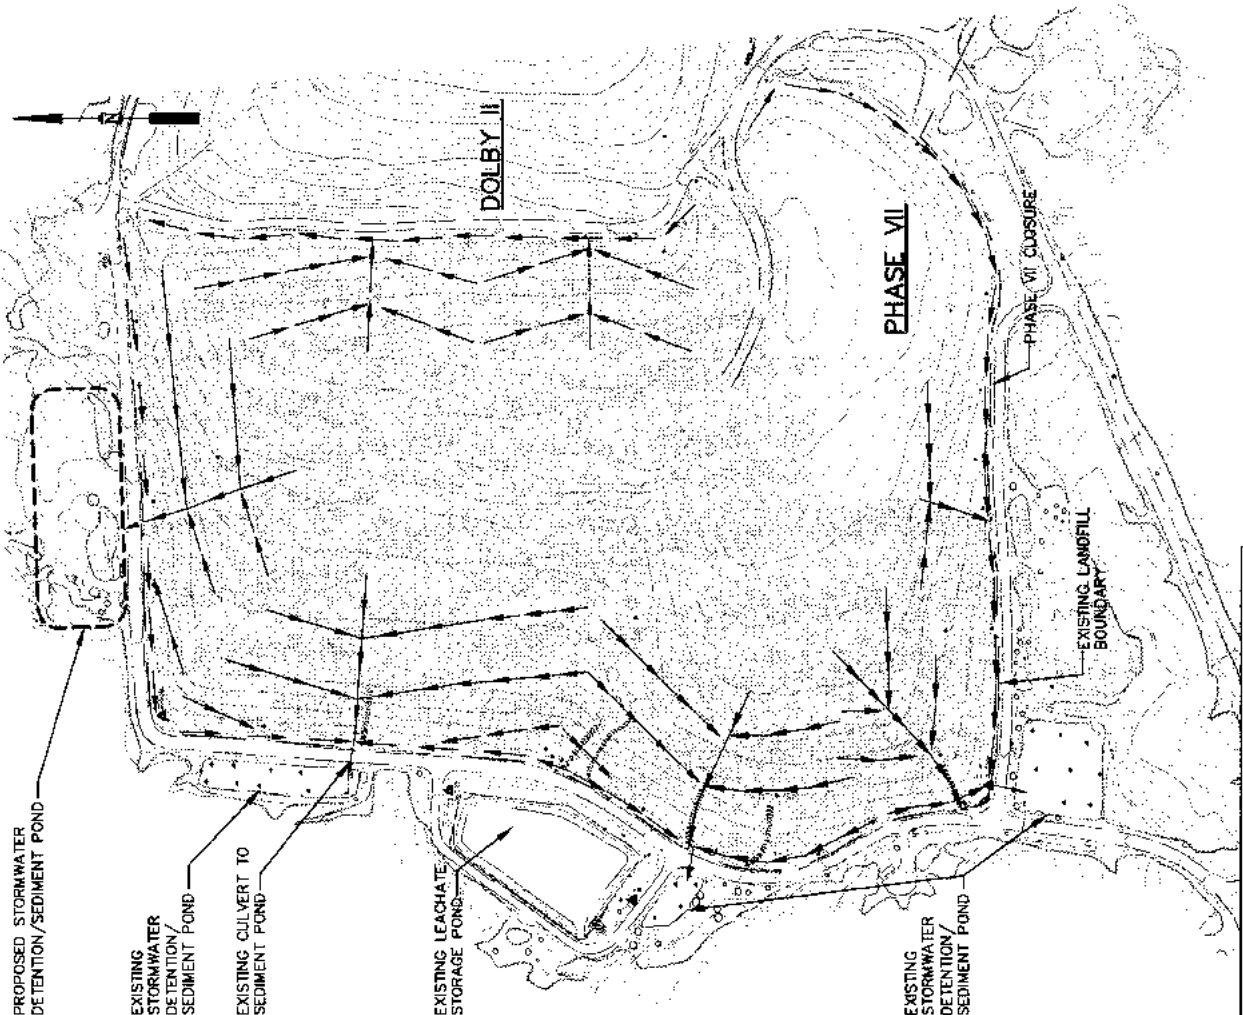 PROPOSED STORMWATER
DETENTION/SEDIMENT POND
EXISTING
STORMWATER
DETENTION/
SEDIMENT POND
EXISTING CULVERT TO
SEDIMENT POND
EXISTING LEACHATE
STORAGE POND
EXISTING
STORMWATER
DETENTION/
SEDIMENT POND
N
DOLBY II
PHASE VII
PHASE VII CLOSURE
EXISTING LANDFILL
BOUNDARY